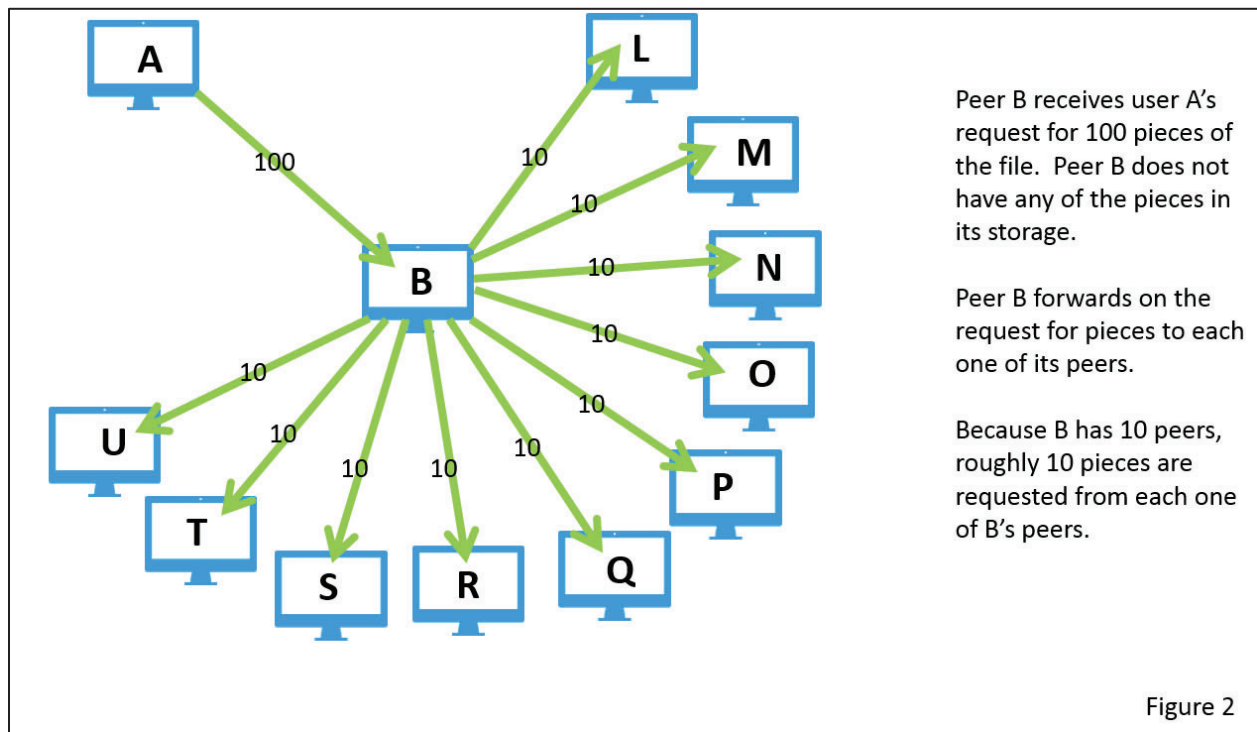 A
L
M
100
10
10
N
B
10
10
O
10
10
U
10
10
10
10
P
T
S
R
Q
Peer B receives user A’s
request for 100 pieces of
the file.  Peer B does not
have any of the pieces in
its storage.
Peer B forwards on the
request for pieces to each
one of its peers.
Because B has 10 peers,
roughly 10 pieces are
requested from each one
of B’s peers.
Figure 2